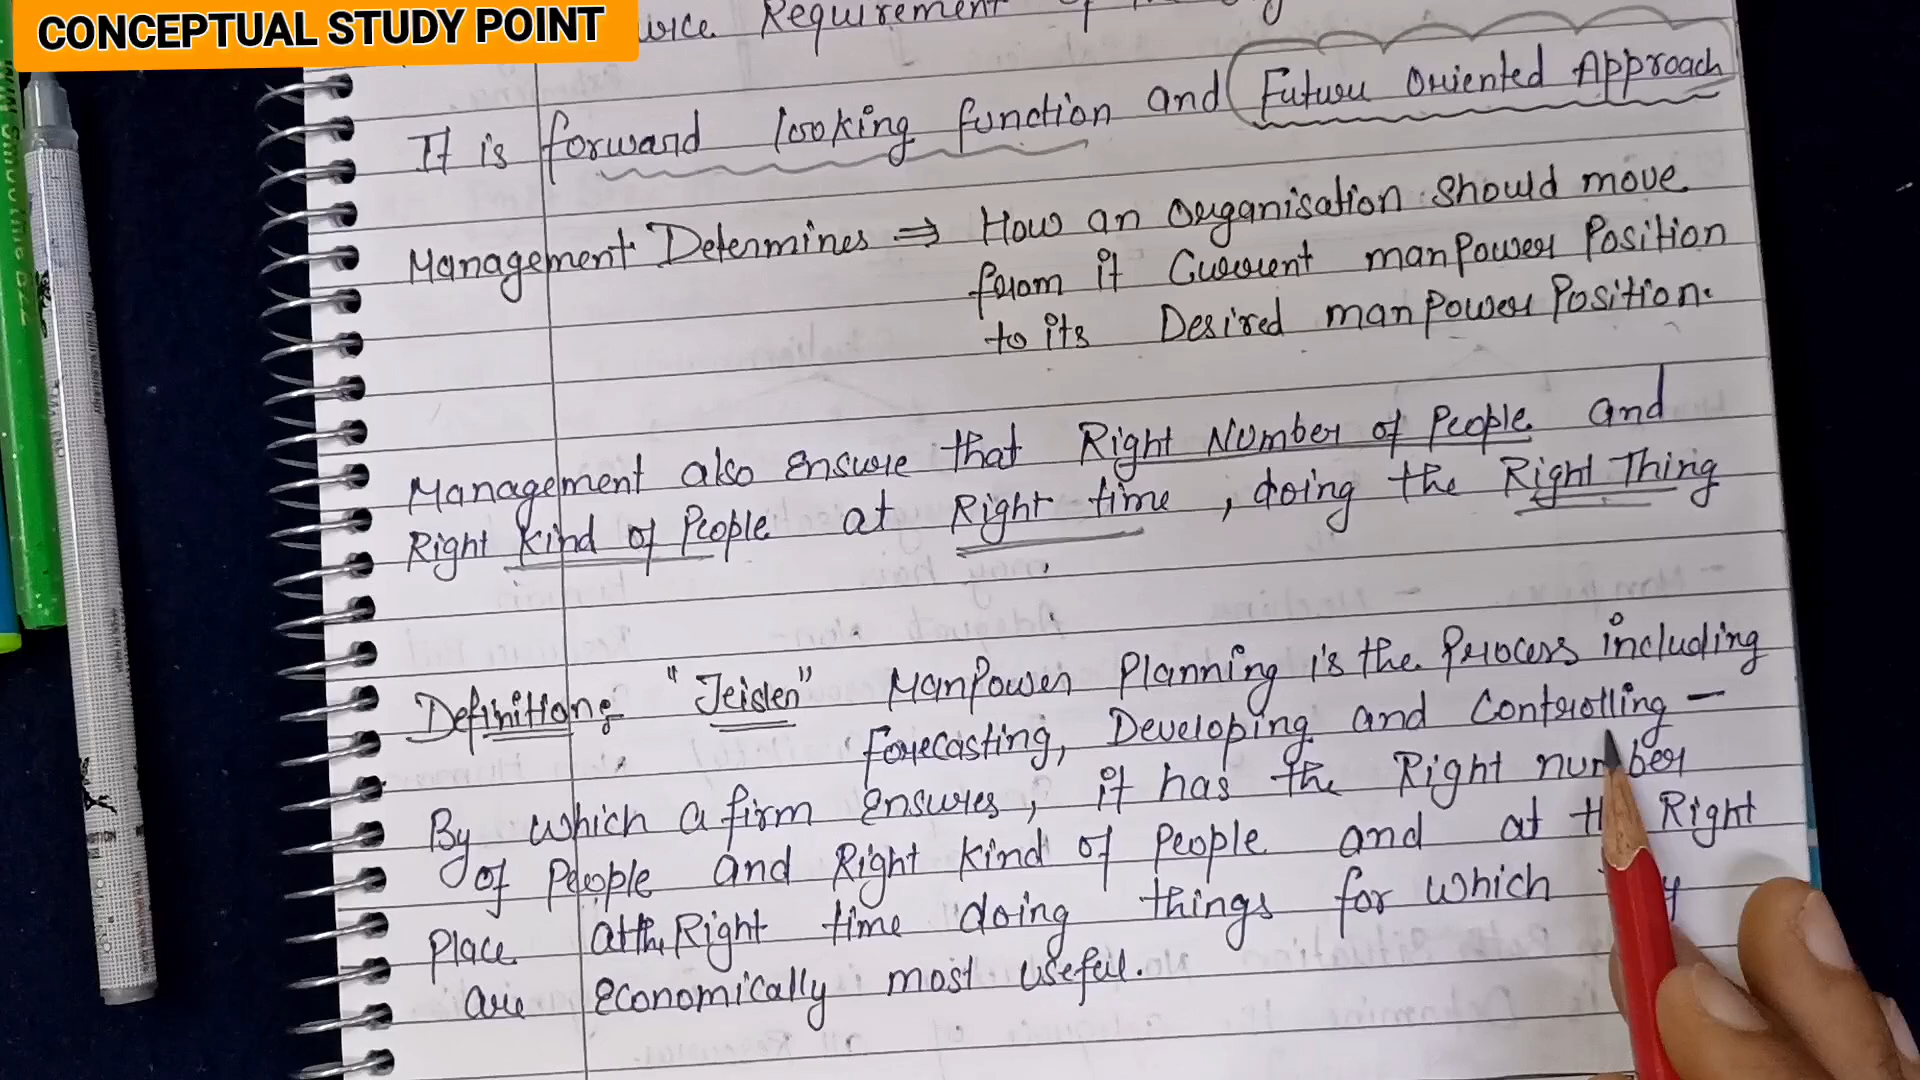 CONCEPTUAL STUDY POINT
Requirement of
It is forward looking function and Future Oriented Approach
Management Determines ⇒ How an Organisation Should move
from it Current manpower Position
to its Desired manpower Position.
Management also ensure that Right Number of People and
Right Kind of People at Right time, doing the Right Thing
Definition: "Jeisler" ManPower Planning is the Process including
forecasting, Developing and Controlling -
By which a firm ensures, it has the Right number
of People and Right Kind of People and at the Right
Place at the Right time doing things for which
are Economically most useful.